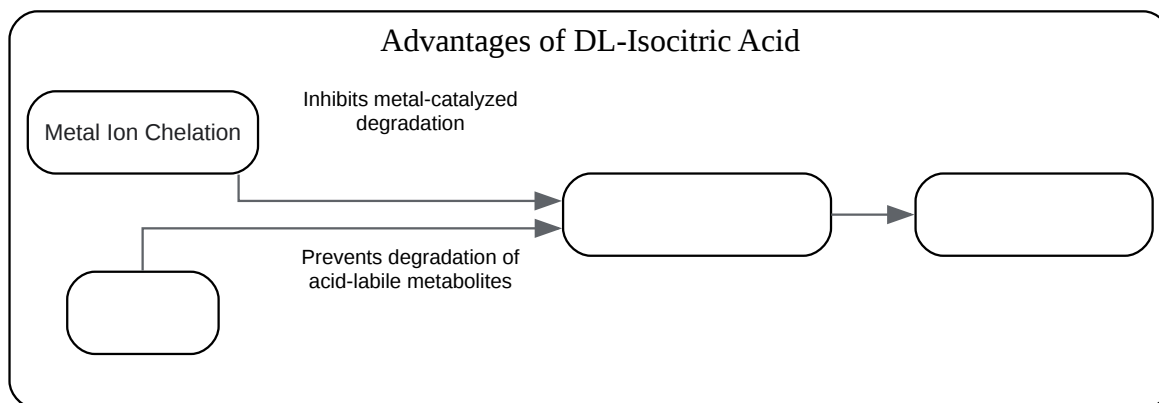 Advantages of DL-Isocitric Acid
Metal Ion Chelation
Inhibits metal-catalyzed
degradation
Prevents degradation of
acid-labile metabolites